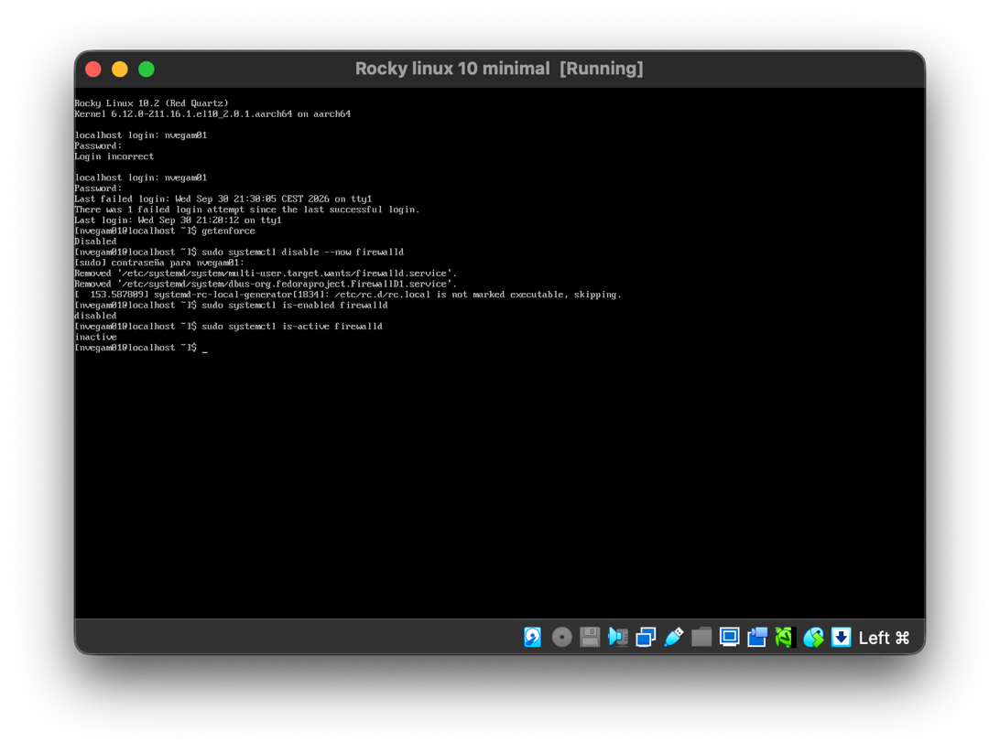 Rocky linux 10 minimal [Running]
Rocky Linux 10.2 (Red Quartz)
Kernel 6.12.0-211.16.1.el10_2.0.1.aarch64 on aarch64
localhost login: nvegam01
Password:
Login incorrect
localhost login: nvegam01
Password:
Last failed login: Wed Sep 30 21:30:05 CEST 2026 on tty1
There was 1 failed login attempt since the last successful login.
Last login: Wed Sep 30 21:20:12 on tty1
[nvegam01@localhost ~]$ getenforce
Disabled
[nvegam01@localhost ~]$ sudo systemctl disable --now firewalld
[sudo] contraseña para nvegam01:
Removed '/etc/systemd/system/multi-user.target.wants/firewalld.service'.
Removed '/etc/systemd/system/dbus-org.fedoraproject.FirewallD1.service'.
[  153.587809] systemd-rc-local-generator[1834]: /etc/rc.d/rc.local is not marked executable, skipping.
[nvegam01@localhost ~]$ sudo systemctl is-enabled firewalld
disabled
[nvegam01@localhost ~]$ sudo systemctl is-active firewalld
inactive
[nvegam01@localhost ~]$ _
Left ⌘